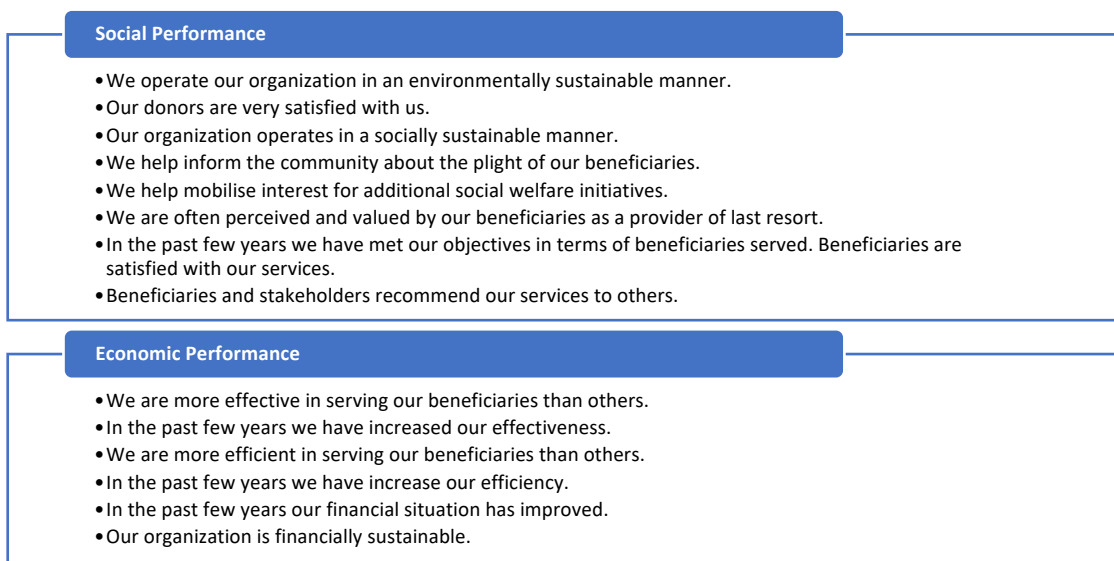 Social Performance
•We operate our organization in an environmentally sustainable manner.
•Our donors are very satisfied with us.
•Our organization operates in a socially sustainable manner.
•We help inform the community about the plight of our beneficiaries.
•We help mobilise interest for additional social welfare initiatives.
•We are often perceived and valued by our beneficiaries as a provider of last resort.
•In the past few years we have met our objectives in terms of beneficiaries served. Beneficiaries are
satisfied with our services.
•Beneficiaries and stakeholders recommend our services to others.
Economic Performance
•We are more effective in serving our beneficiaries than others.
•In the past few years we have increased our effectiveness.
•We are more efficient in serving our beneficiaries than others.
•In the past few years we have increase our efficiency.
•In the past few years our financial situation has improved.
•Our organization is financially sustainable.